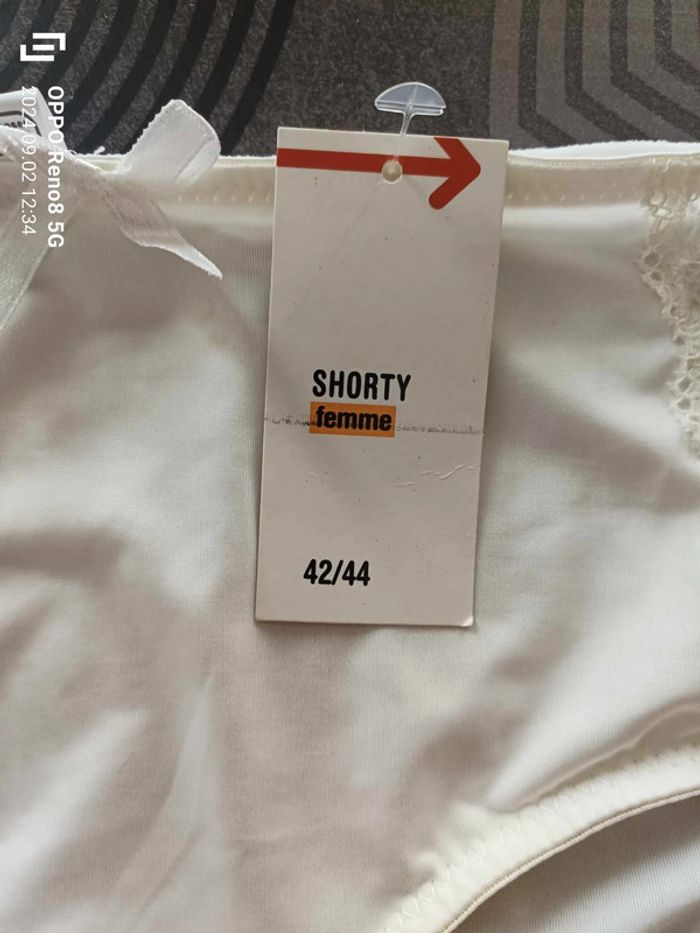 SHORTY
femme
42/44
OPPO Reno8 5G
2024.09.02 12:34